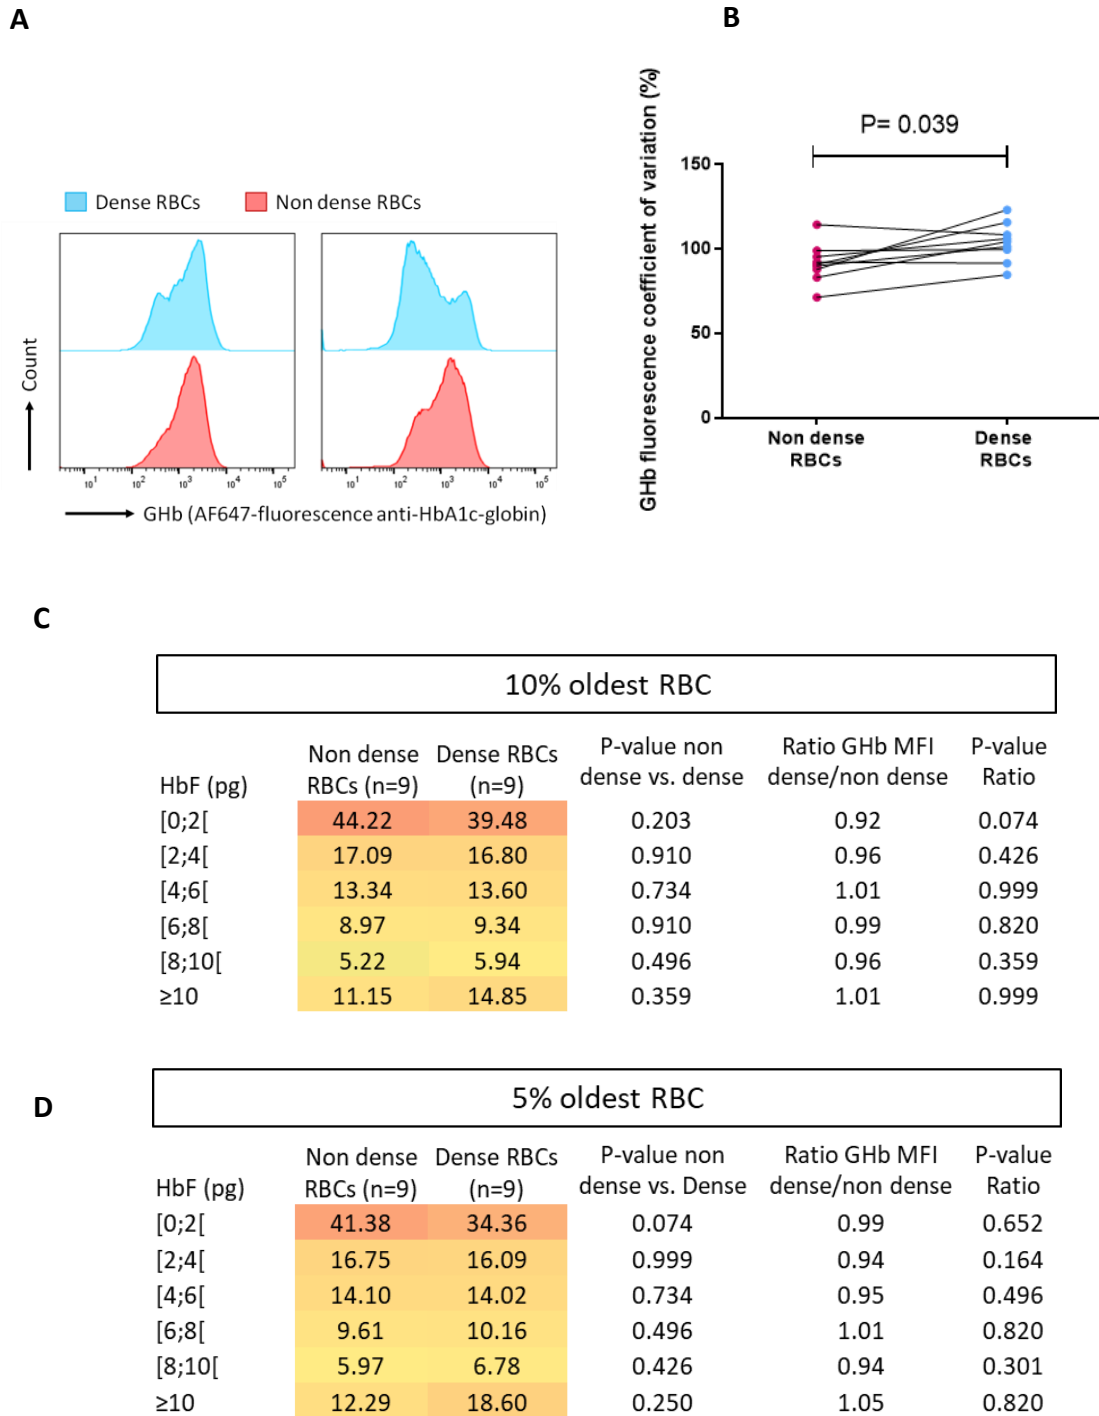 A
B
Dense RBCs
Non dense RBCs
Count
10¹ 10² 10³ 10⁴ 10⁵
10¹ 10² 10³ 10⁴ 10⁵
GHb (AF647-fluorescence anti-HbA1c-globin)
GHb fluorescence coefficient of variation (%)
P= 0.039
150
100
50
0
Non dense RBCs
Dense RBCs
C
10% oldest RBC
HbF (pg) Non dense RBCs (n=9) Dense RBCs (n=9) P-value non dense vs. dense Ratio GHb MFI dense/non dense P-value Ratio
[0;2[ 44.22 39.48 0.203 0.92 0.074
[2;4[ 17.09 16.80 0.910 0.96 0.426
[4;6[ 13.34 13.60 0.734 1.01 0.999
[6;8[ 8.97 9.34 0.910 0.99 0.820
[8;10[ 5.22 5.94 0.496 0.96 0.359
≥10 11.15 14.85 0.359 1.01 0.999
D
5% oldest RBC
HbF (pg) Non dense RBCs (n=9) Dense RBCs (n=9) P-value non dense vs. Dense Ratio GHb MFI dense/non dense P-value Ratio
[0;2[ 41.38 34.36 0.074 0.99 0.652
[2;4[ 16.75 16.09 0.999 0.94 0.164
[4;6[ 14.10 14.02 0.734 0.95 0.496
[6;8[ 9.61 10.16 0.496 1.01 0.820
[8;10[ 5.97 6.78 0.426 0.94 0.301
≥10 12.29 18.60 0.250 1.05 0.820